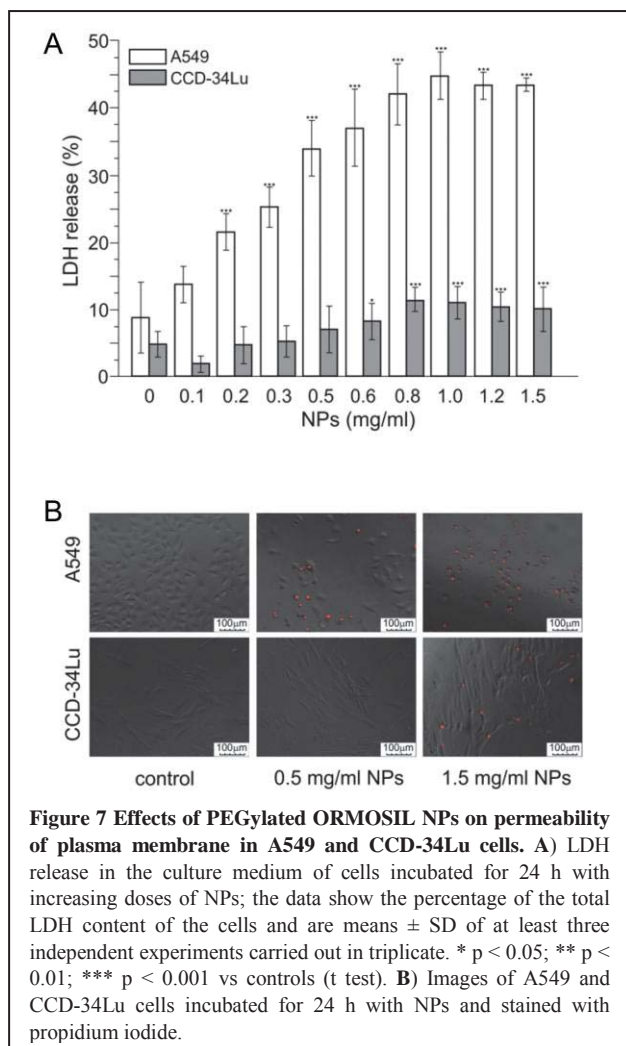 A
50
A549
CCD-34Lu
40
30
20
10
0
LDH release (%)
*** *** *** *** *** *** *** ***
* *** *** *** ***
0 0.1 0.2 0.3 0.5 0.6 0.8 1.0 1.2 1.5
NPs (mg/ml)
B
A549
100μm 100μm 100μm
CCD-34Lu
100μm 100μm 100μm
control 0.5 mg/ml NPs 1.5 mg/ml NPs
Figure 7 Effects of PEGylated ORMOSIL NPs on permeability
of plasma membrane in A549 and CCD-34Lu cells. A) LDH
release in the culture medium of cells incubated for 24 h with
increasing doses of NPs; the data show the percentage of the total
LDH content of the cells and are means ± SD of at least three
independent experiments carried out in triplicate. * p < 0.05; ** p <
0.01; *** p < 0.001 vs controls (t test). B) Images of A549 and
CCD-34Lu cells incubated for 24 h with NPs and stained with
propidium iodide.